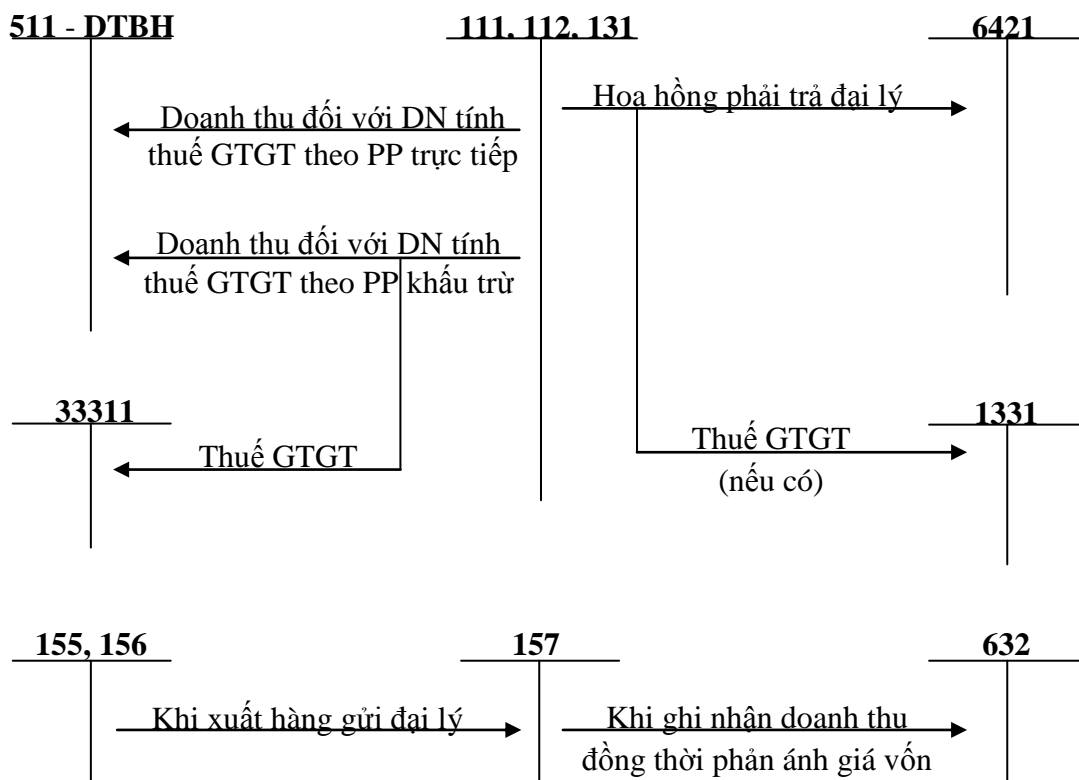 511 - DTBH
111, 112, 131
6421
Hoa hồng phải trả đại lý
Doanh thu đối với DN tính
thuế GTGT theo PP trực tiếp
Doanh thu đối với DN tính
thuế GTGT theo PP khấu trừ
33311
1331
Thuế GTGT
Thuế GTGT
(nếu có)
155, 156
157
632
Khi xuất hàng gửi đại lý
Khi ghi nhận doanh thu
đồng thời phản ánh giá vốn